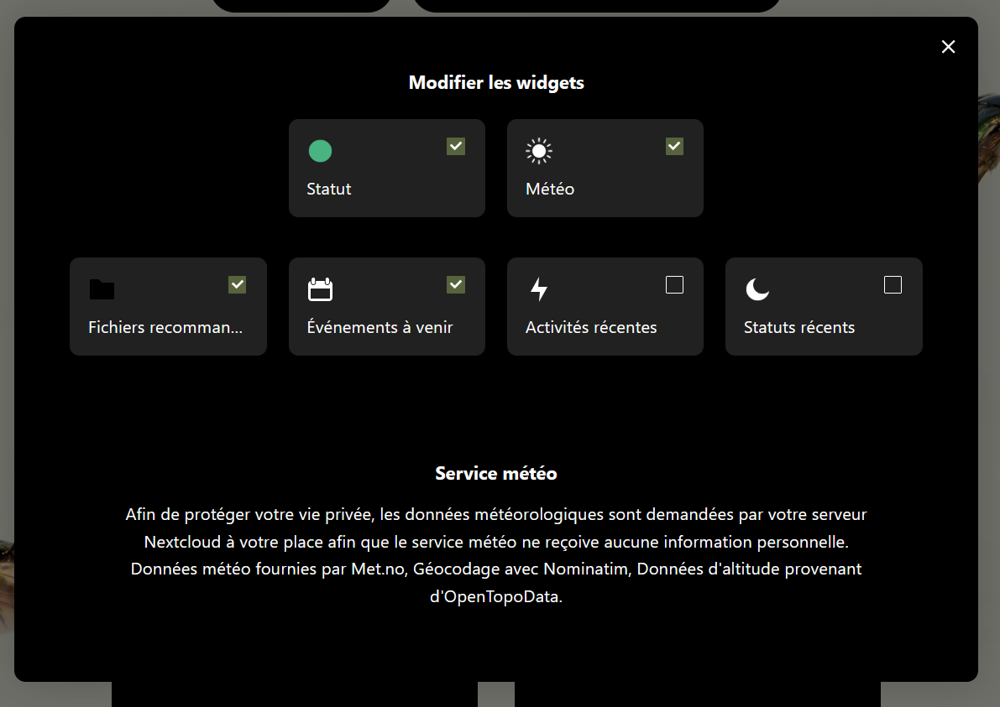 Modifier les widgets
Statut
Météo
Fichiers recomman...
Événements à venir
Activités récentes
Statuts récents
Service météo
Afin de protéger votre vie privée, les données météorologiques sont demandées par votre serveur
Nextcloud à votre place afin que le service météo ne reçoive aucune information personnelle.
Données météo fournies par Met.no, Géocodage avec Nominatim, Données d'altitude provenant
d'OpenTopoData.